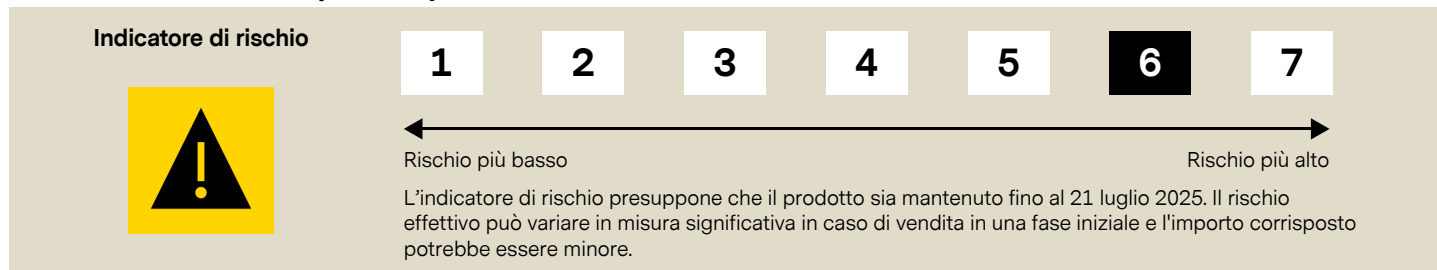 Indicatore di rischio
1 2 3 4 5 6 7
Rischio più basso Rischio più alto
L'indicatore di rischio presuppone che il prodotto sia mantenuto fino al 21 luglio 2025. Il rischio
effettivo può variare in misura significativa in caso di vendita in una fase iniziale e l'importo corrisposto
potrebbe essere minore.